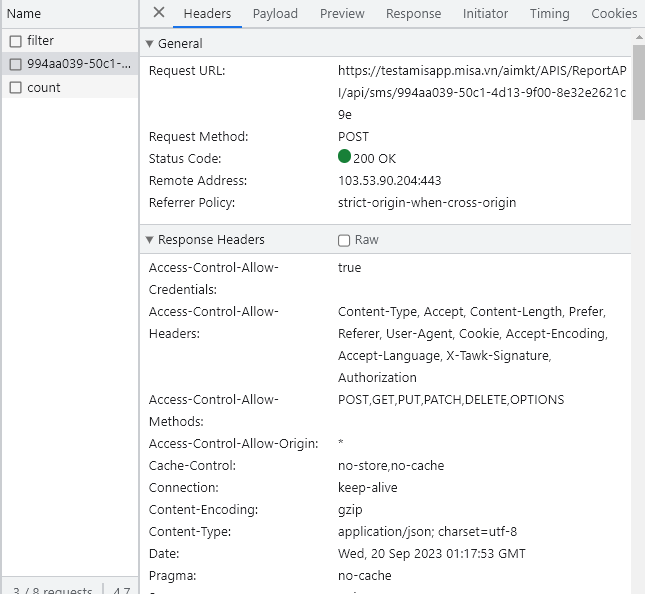 Name
Headers Payload Preview Response Initiator Timing Cookies
filter
994aa039-50c1-...
count
General
Request URL: https://testamisapp.misa.vn/aimkt/APIS/ReportAP
I/api/sms/994aa039-50c1-4d13-9f00-8e32e2621c
9e
Request Method: POST
Status Code: 200 OK
Remote Address: 103.53.90.204:443
Referrer Policy: strict-origin-when-cross-origin
Response Headers Raw
Access-Control-Allow- true
Credentials:
Access-Control-Allow- Content-Type, Accept, Content-Length, Prefer,
Headers: Referer, User-Agent, Cookie, Accept-Encoding,
Accept-Language, X-Tawk-Signature,
Authorization
Access-Control-Allow- POST,GET,PUT,PATCH,DELETE,OPTIONS
Methods:
Access-Control-Allow-Origin: *
Cache-Control: no-store,no-cache
Connection: keep-alive
Content-Encoding: gzip
Content-Type: application/json; charset=utf-8
Date: Wed, 20 Sep 2023 01:17:53 GMT
Pragma: no-cache
3 / 8 requests 4.7